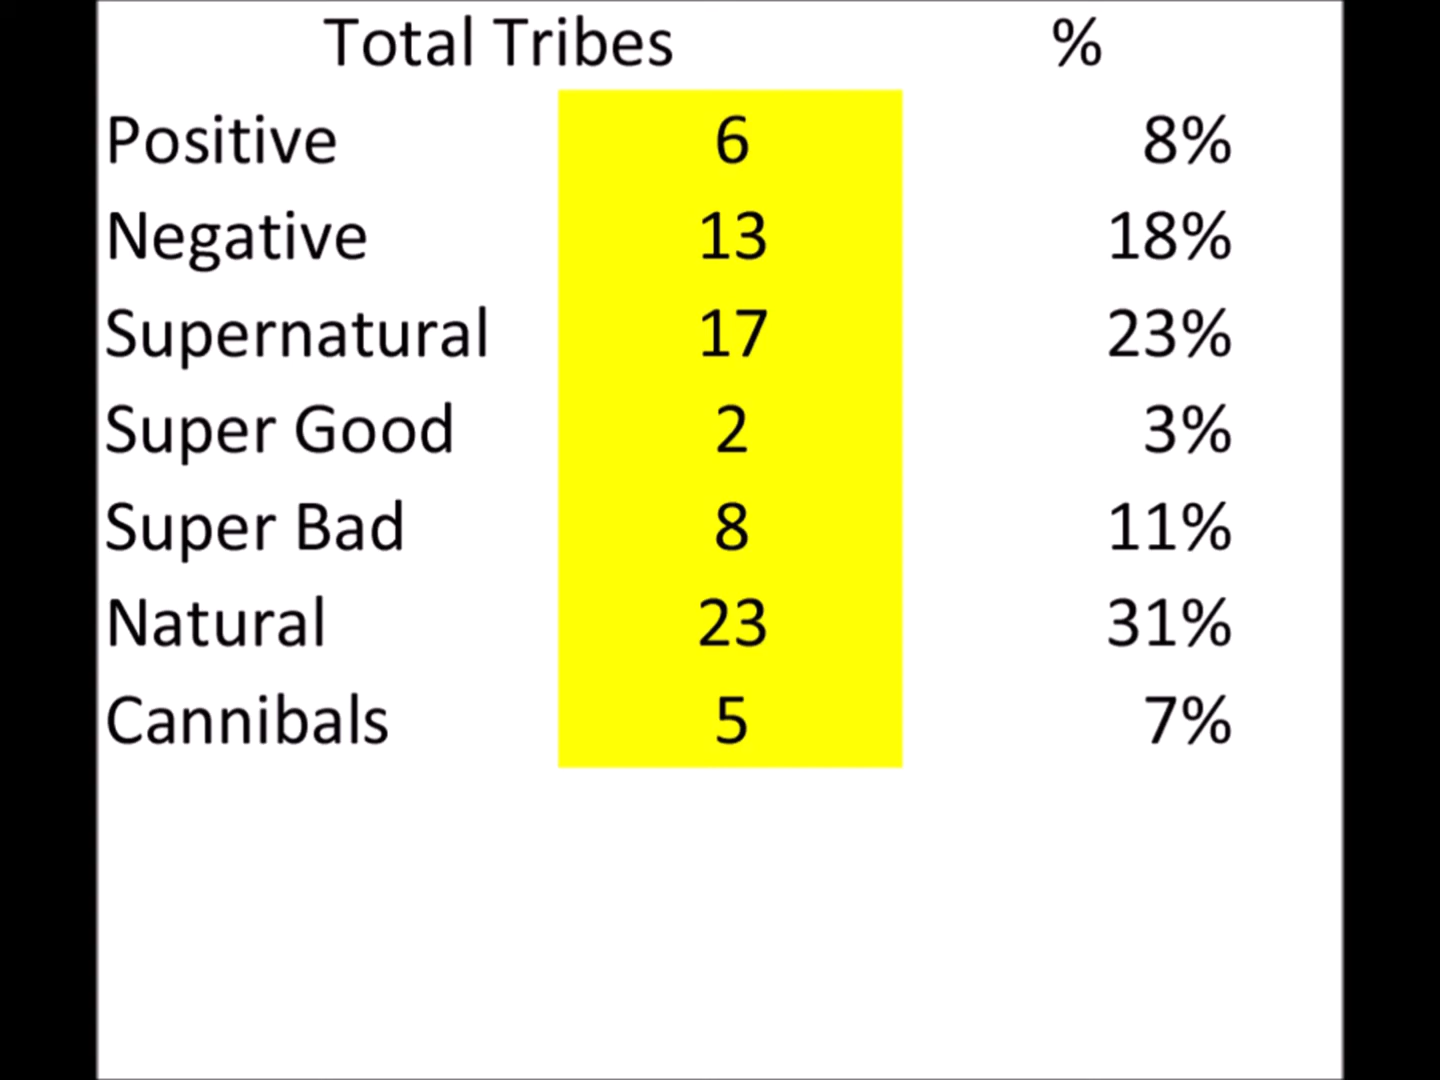 Total Tribes %
Positive 6 8%
Negative 13 18%
Supernatural 17 23%
Super Good 2 3%
Super Bad 8 11%
Natural 23 31%
Cannibals 5 7%